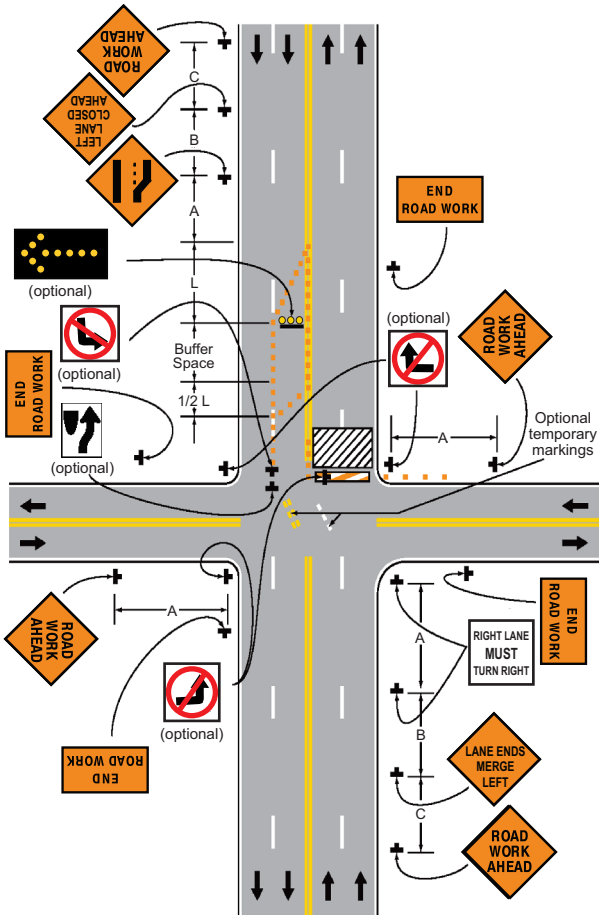 ROAD
WORK
AHEAD
LEFT
LANE
CLOSED
AHEAD
C
B
A
L
Buffer
Space
1/2 L
(optional)
(optional)
END
ROAD WORK
(optional)
END
ROAD WORK
(optional)
ROAD
WORK
AHEAD
A
Optional
temporary
markings
ROAD
WORK
AHEAD
A
(optional)
END
ROAD WORK
END
ROAD WORK
RIGHT LANE
MUST
TURN RIGHT
A
B
C
LANE ENDS
MERGE
LEFT
ROAD
WORK
AHEAD